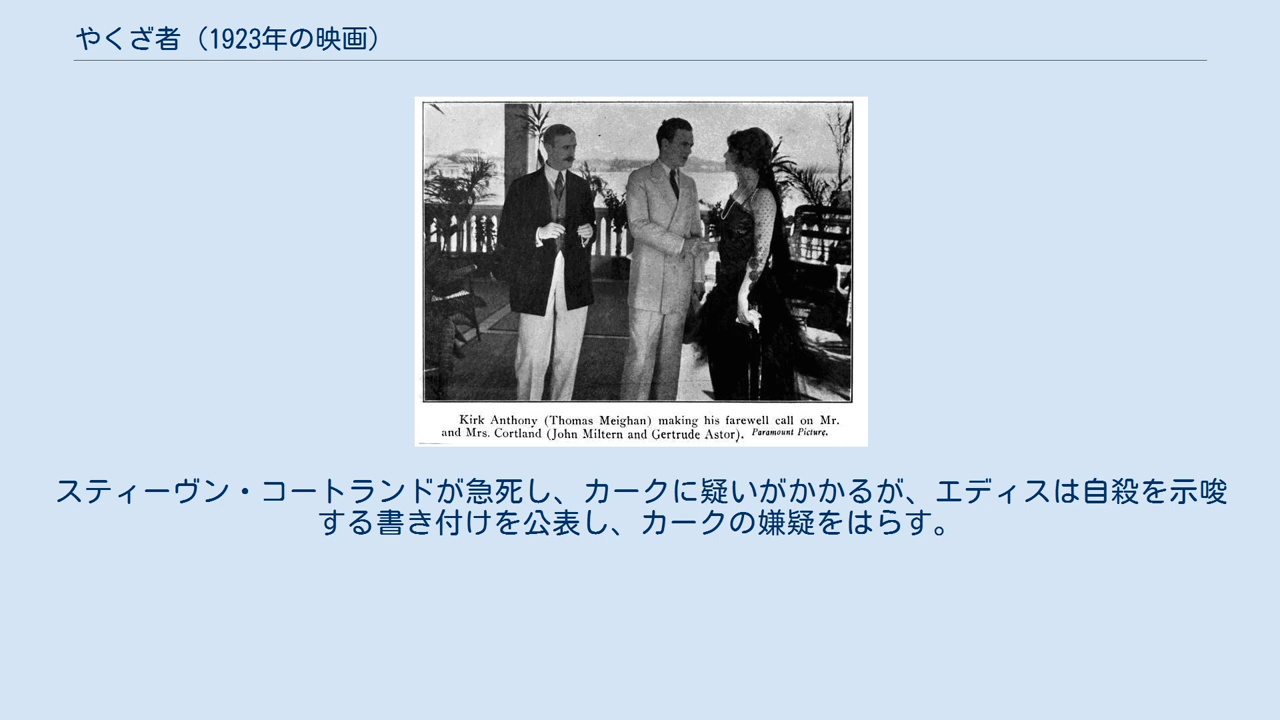 やくざ者（1923年の映画）
Kirk Anthony (Thomas Meighan) making his farewell call on Mr.
and Mrs. Cortland (John Miltern and Gertrude Astor). Paramount Picture.
スティーヴン・コートランドが急死し、カークに疑いがかかるが、エディスは自殺を示唆
する書き付けを公表し、カークの嫌疑をはらす。